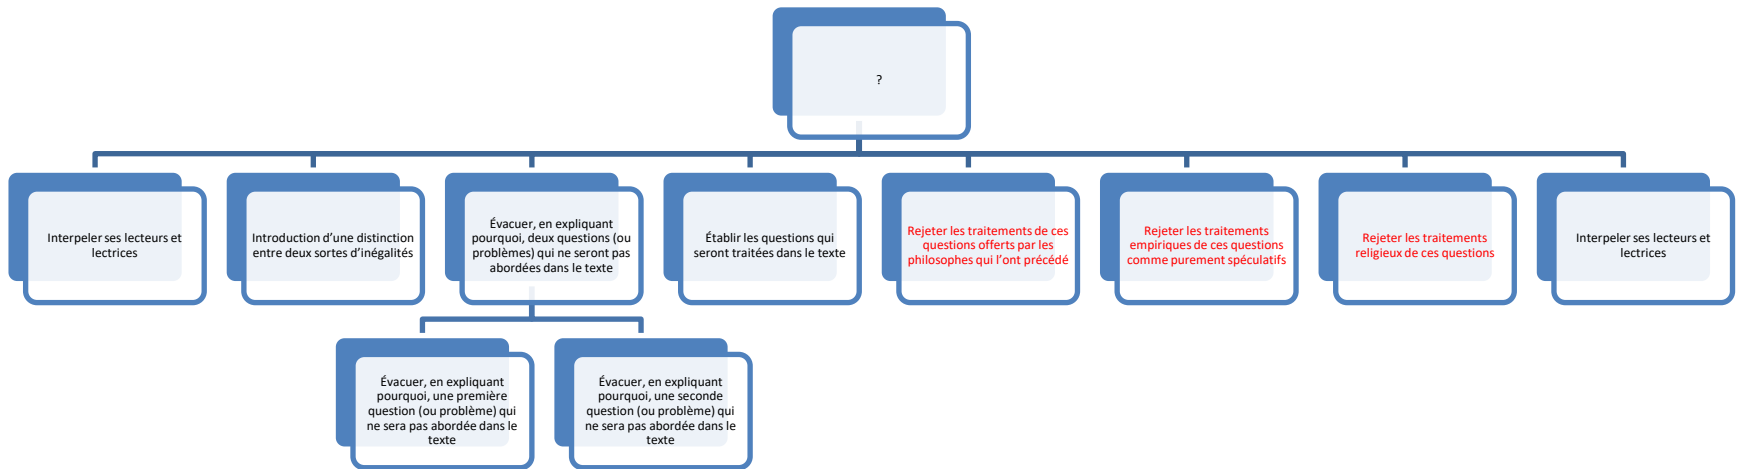 ?
Interpeler ses lecteurs et
lectrices
Introduction d'une distinction
entre deux sortes d'inégalités
Évacuer, en expliquant
pourquoi, deux questions (ou
problèmes) qui ne seront pas
abordées dans le texte
Établir les questions qui
seront traitées dans le texte
Rejeter les traitements de ces
questions offerts par les
philosophes qui l'ont précédé
Rejeter les traitements
empiriques de ces questions
comme purement spéculatifs
Rejeter les traitements
religieux de ces questions
Interpeler ses lecteurs et
lectrices
Évacuer, en expliquant
pourquoi, une première
question (ou problème) qui
ne sera pas abordée dans le
texte
Évacuer, en expliquant
pourquoi, une seconde
question (ou problème) qui
ne sera pas abordée dans le
texte